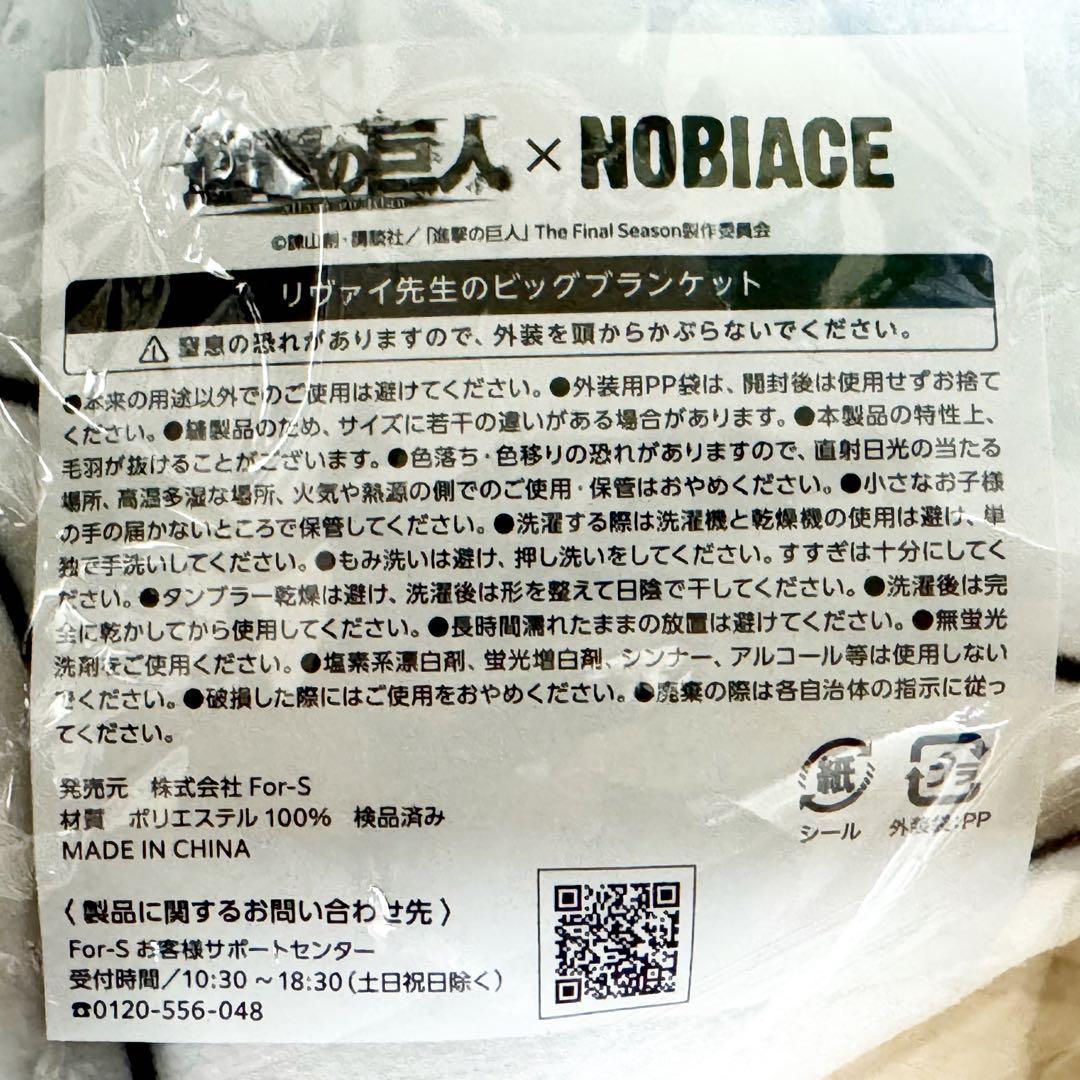 進撃の巨人 × NOBIACE
©諫山創・講談社/「進撃の巨人」The Final Season製作委員会
リヴァイ先生のビッグブランケット
⚠窒息の恐れがありますので、外装を頭からかぶらないでください。
●本来の用途以外でのご使用は避けてください。●外装用PP袋は、開封後は使用せずお捨て
ください。●縫製品のため、サイズに若干の違いがある場合があります。●本製品の特性上、
毛羽が抜けることがございます。●色落ち・色移りの恐れがありますので、直射日光の当たる
場所、高温多湿な場所、火気や熱源の側でのご使用・保管はおやめください。●小さなお子様
の手の届かないところで保管してください。●洗濯する際は洗濯機と乾燥機の使用は避け、単
独で手洗いしてください。●もみ洗いは避け、押し洗いをしてください。すすぎは十分にしてく
ださい。●タンブラー乾燥は避け、洗濯後は形を整えて日陰で干してください。●洗濯後は完
全に乾かしてから使用してください。●長時間濡れたままの放置は避けてください。●無蛍光
洗剤をご使用ください。●塩素系漂白剤、蛍光増白剤、シンナー、アルコール等は使用しない
でください。●破損した際にはご使用をおやめください。●廃棄の際は各自治体の指示に従っ
てください。
発売元 株式会社 For-S
材質 ポリエステル 100% 検品済み
MADE IN CHINA
紙
シール
外装袋:PP
〈 製品に関するお問い合わせ先 〉
For-S お客様サポートセンター
受付時間/10:30 ~ 18:30 (土日祝日除く)
☎0120-556-048